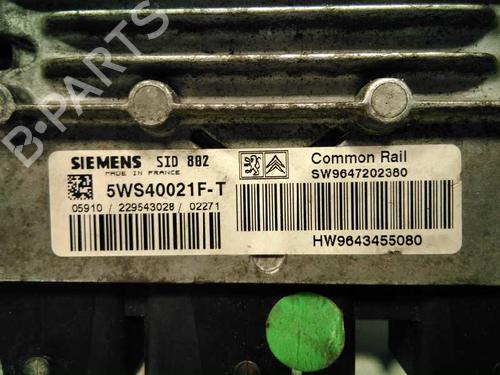 B-PARTS
SIEMENS SID 802
MADE IN FRANCE
5WS40021F-T
05910 / 229543028 / 02271
Common Rail
SW9647202380
HW9643455080